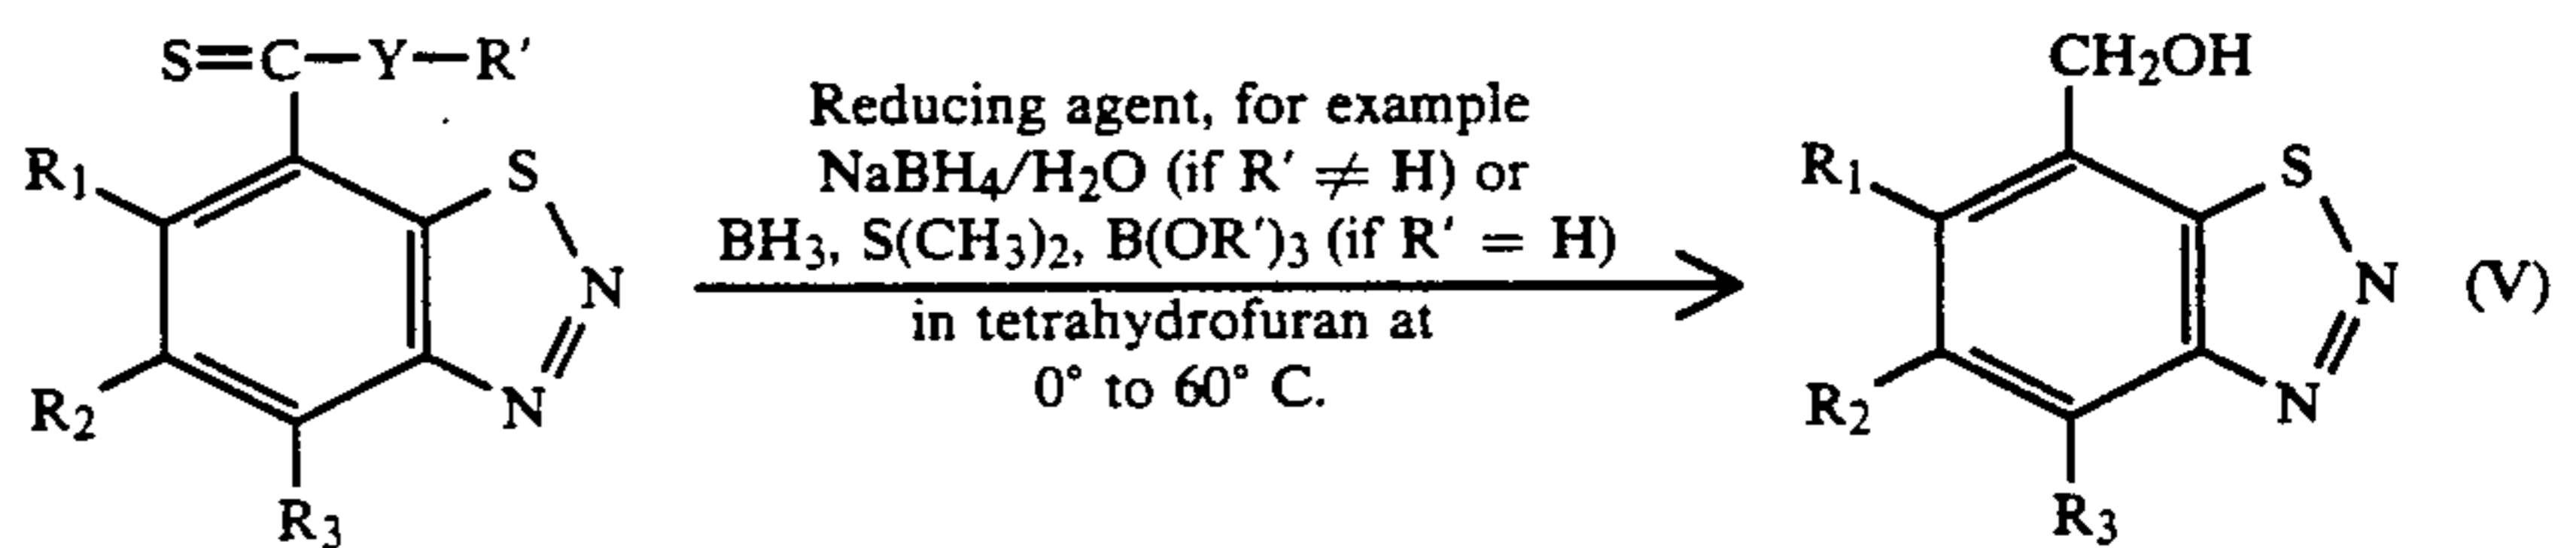 S=C—Y—R'
R1
S
N
N
R2
R3
Reducing agent, for example
NaBH4/H2O (if R' ≠ H) or
BH3, S(CH3)2, B(OR')3 (if R' = H)
in tetrahydrofuran at
0° to 60° C.
CH2OH
R1
S
N
N
R2
R3
(V)